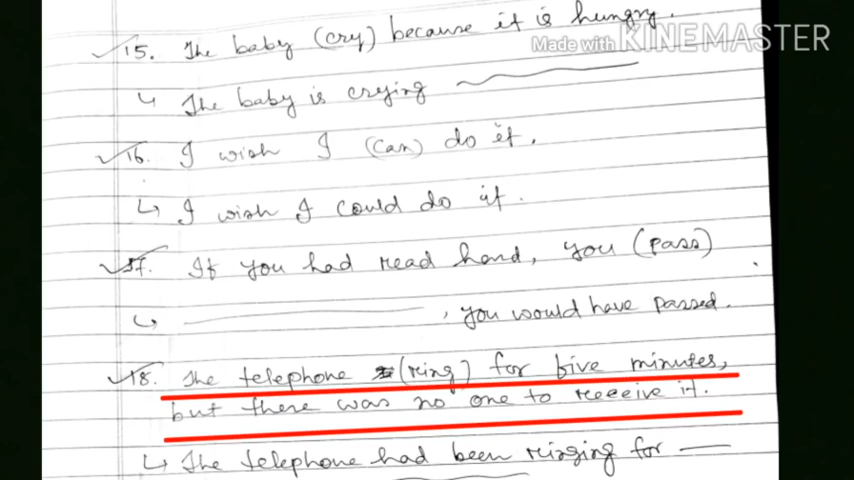 Made with KINEMASTER
15. The baby (cry) because it is hungry.
↳ The baby is crying
16. I wish I (can) do it.
↳ I wish I could do it.
17. If you had read hard, you (pass)
↳ , you would have passed.
18. The telephone (ring) for five minutes,
but there was no one to receive it.
↳ The telephone had been ringing for